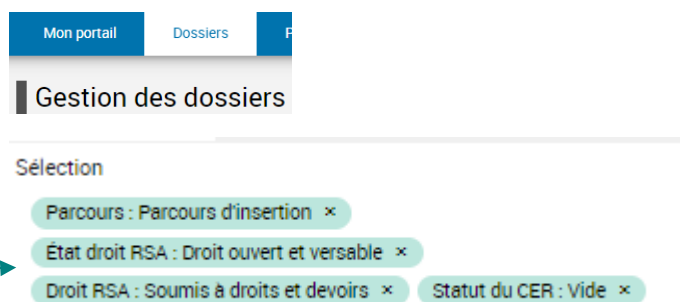 Mon portail Dossiers
Gestion des dossiers
Sélection
Parcours : Parcours d'insertion ×
État droit RSA : Droit ouvert et versable ×
Droit RSA : Soumis à droits et devoirs × Statut du CER : Vide ×